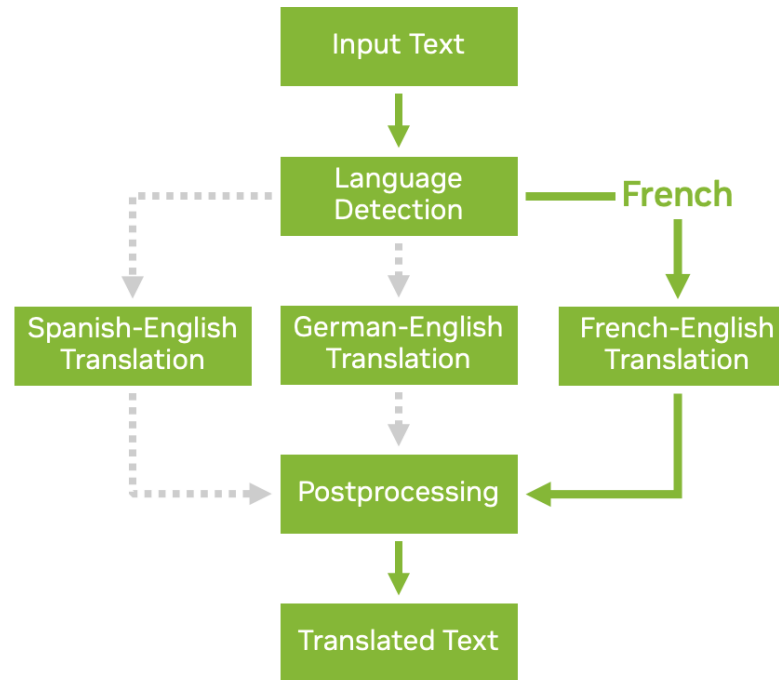 Input Text
Language
Detection
French
Spanish-English
Translation
German-English
Translation
French-English
Translation
Postprocessing
Translated Text